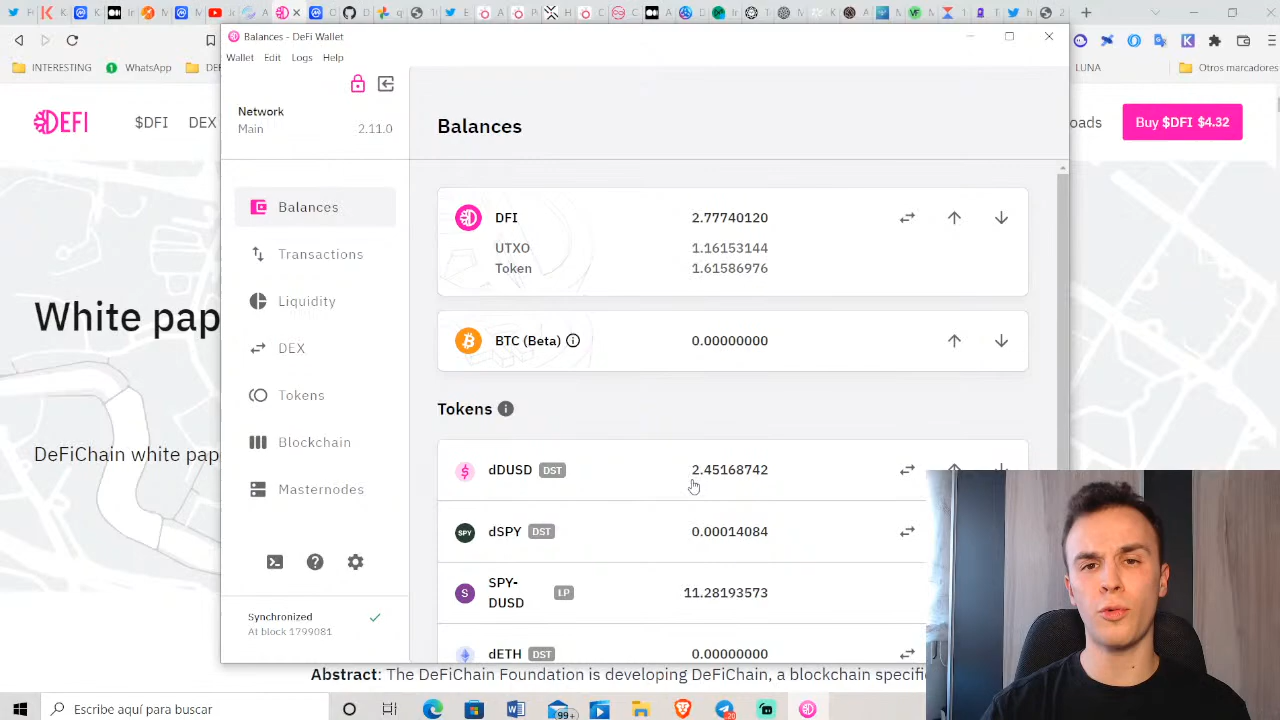 Balances - DeFi Wallet
Wallet Edit Logs Help
INTERESTING
WhatsApp
LUNA
Otros marcadores
Network
Main 2.11.0
Balances
DEFI
$DFI DEX
Buy $DFI $4.32
Balances
Transactions
Liquidity
DEX
Tokens
Blockchain
Masternodes
Synchronized
At block 1799081
DFI 2.77740120
UTXO 1.16153144
Token 1.61586976
BTC (Beta) 0.00000000
Tokens
dDUSD DST 2.45168742
dSPY DST 0.00014084
SPY-
DUSD LP 11.28193573
dETH DST 0.00000000
White pap
DeFiChain white pap
Abstract: The DeFiChain Foundation is developing DeFiChain, a blockchain specifi
Escribe aquí para buscar
99+
20